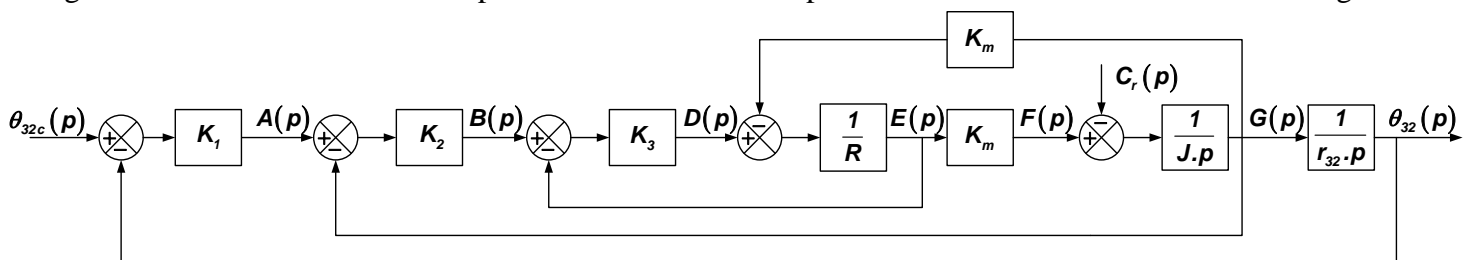 K_m
C_r(p)
θ_32c(p) + − K_1 A(p) + − K_2 B(p) + − K_3 D(p) + − 1/R E(p) K_m F(p) + − 1/(J.p) G(p) 1/(r_32.p) θ_32(p)